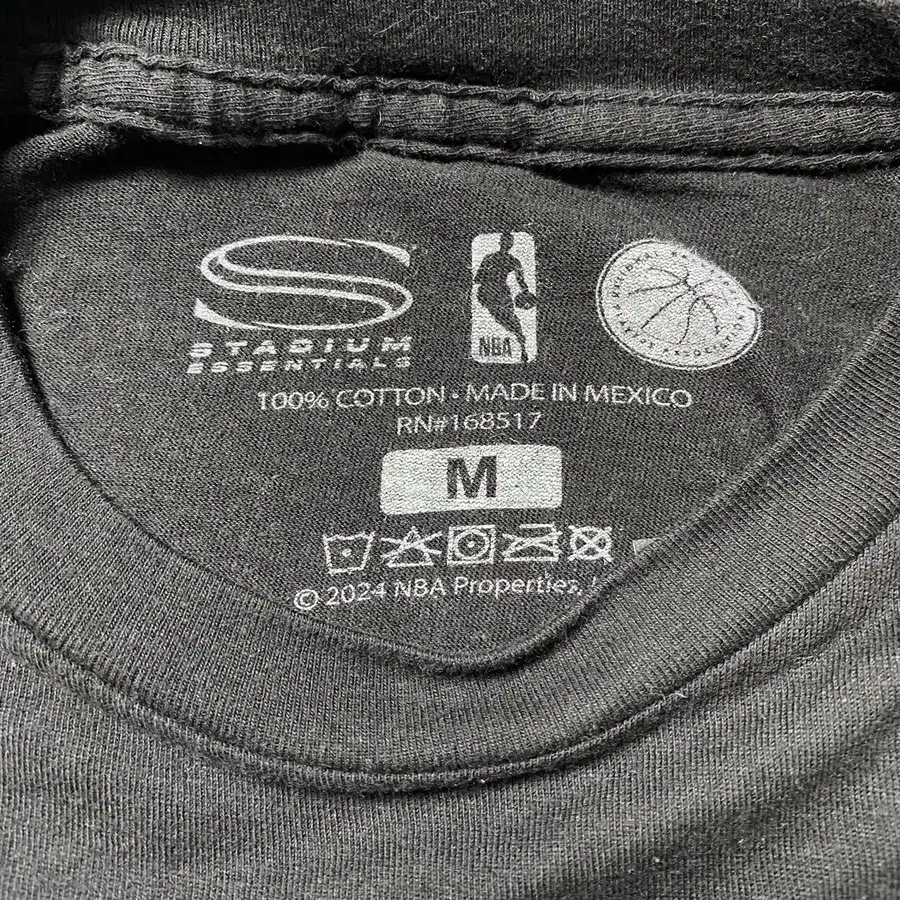 STADIUM
ESSENTIALS
NBA
100% COTTON • MADE IN MEXICO
RN#168517
M
© 2024 NBA Properties,